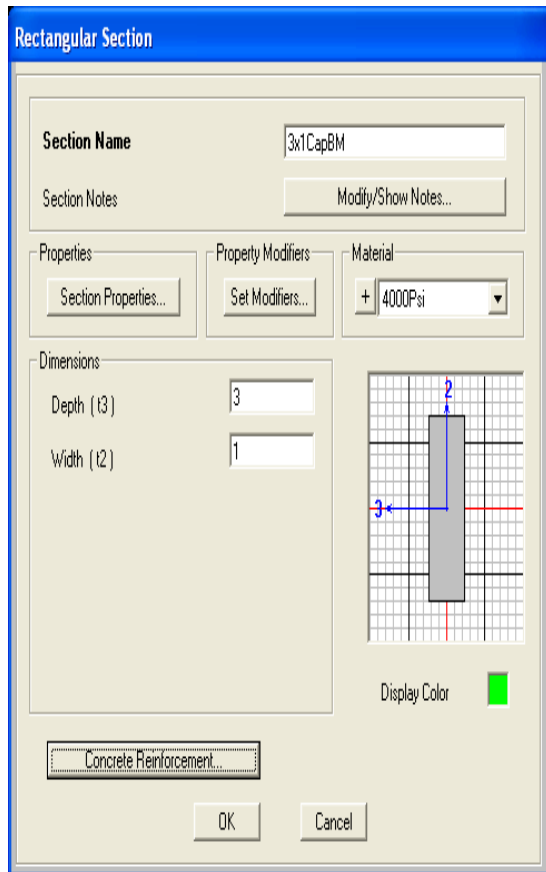 Rectangular Section
Section Name 3x1CapBM
Section Notes Modify/Show Notes...
Properties Property Modifiers Material
Section Properties... Set Modifiers... + 4000Psi
Dimensions
Depth ( t3 ) 3
Width ( t2 ) 1
2
3
Display Color
Concrete Reinforcement...
OK Cancel